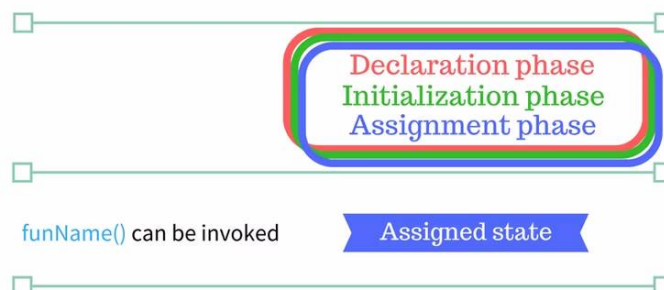 Declaration phase
Initialization phase
Assignment phase
funName() can be invoked
Assigned state